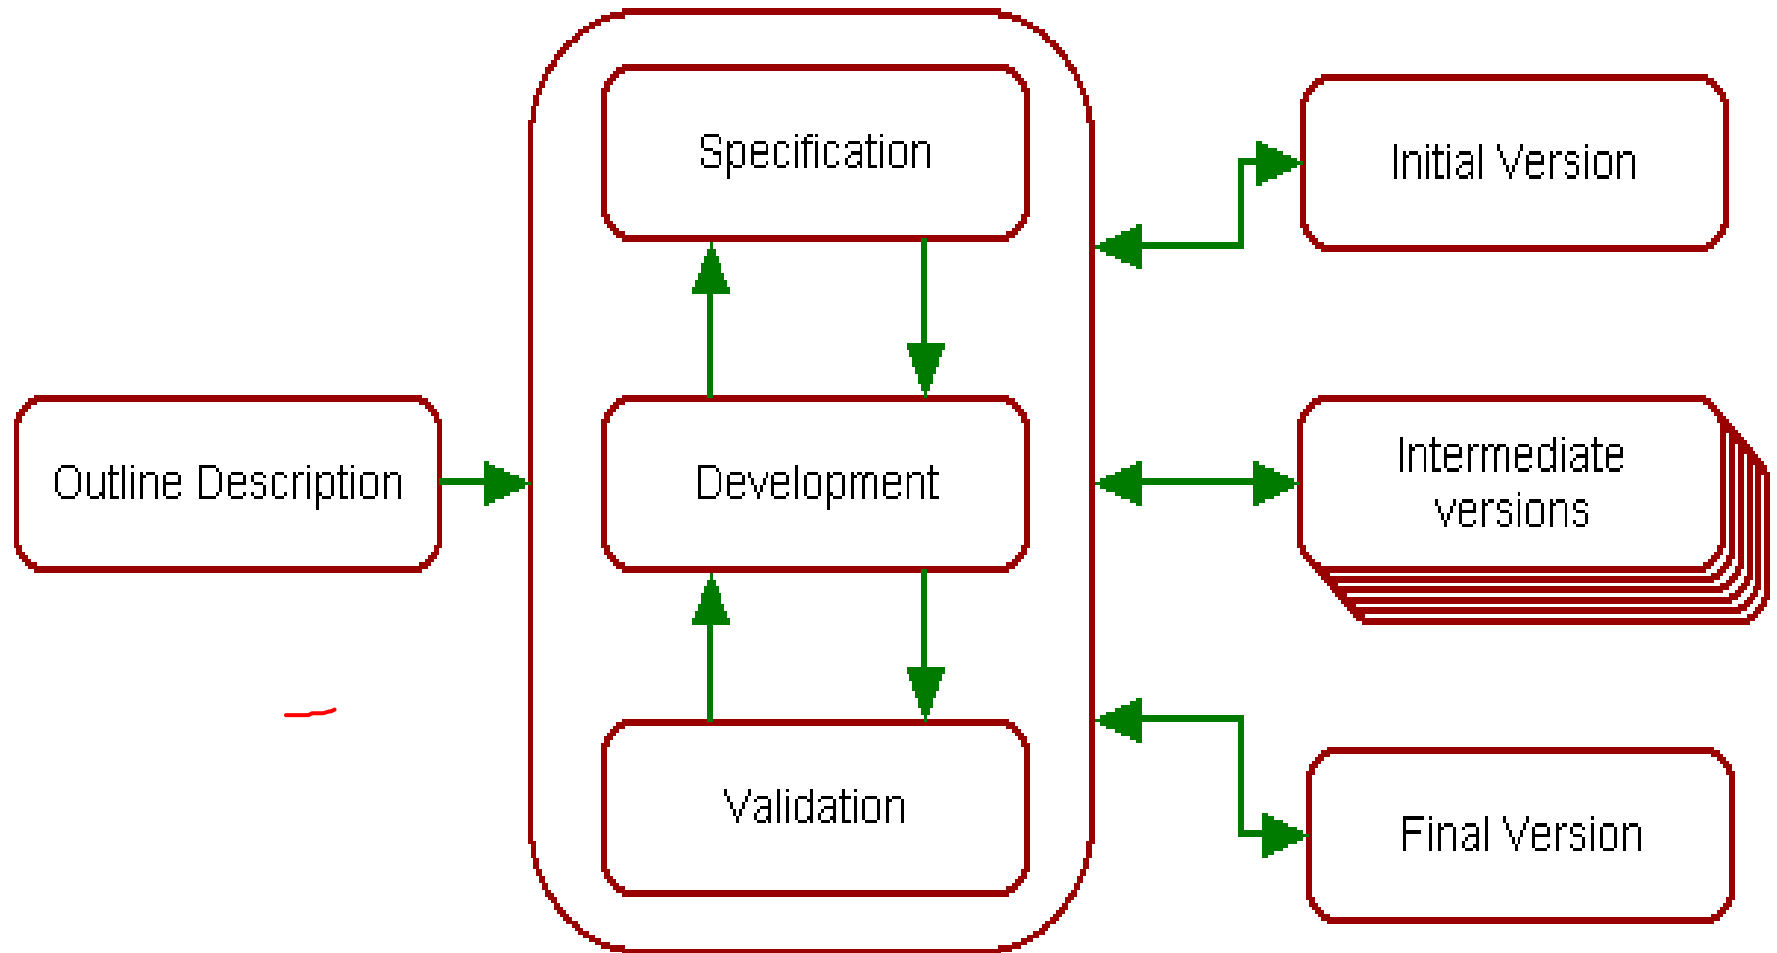 Specification
Initial Version
Outline Description
Development
Intermediate
versions
Validation
Final Version